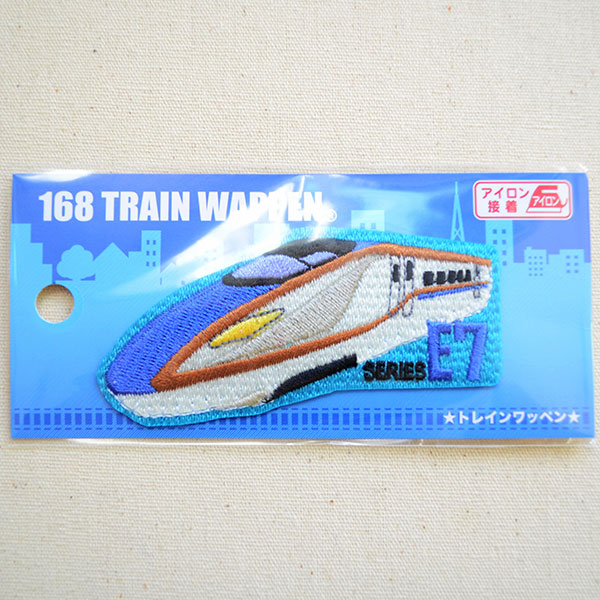 168 TRAIN WAPPEN®
アイロン
接着
アイロン
SERIES E7
★トレインワッペン★